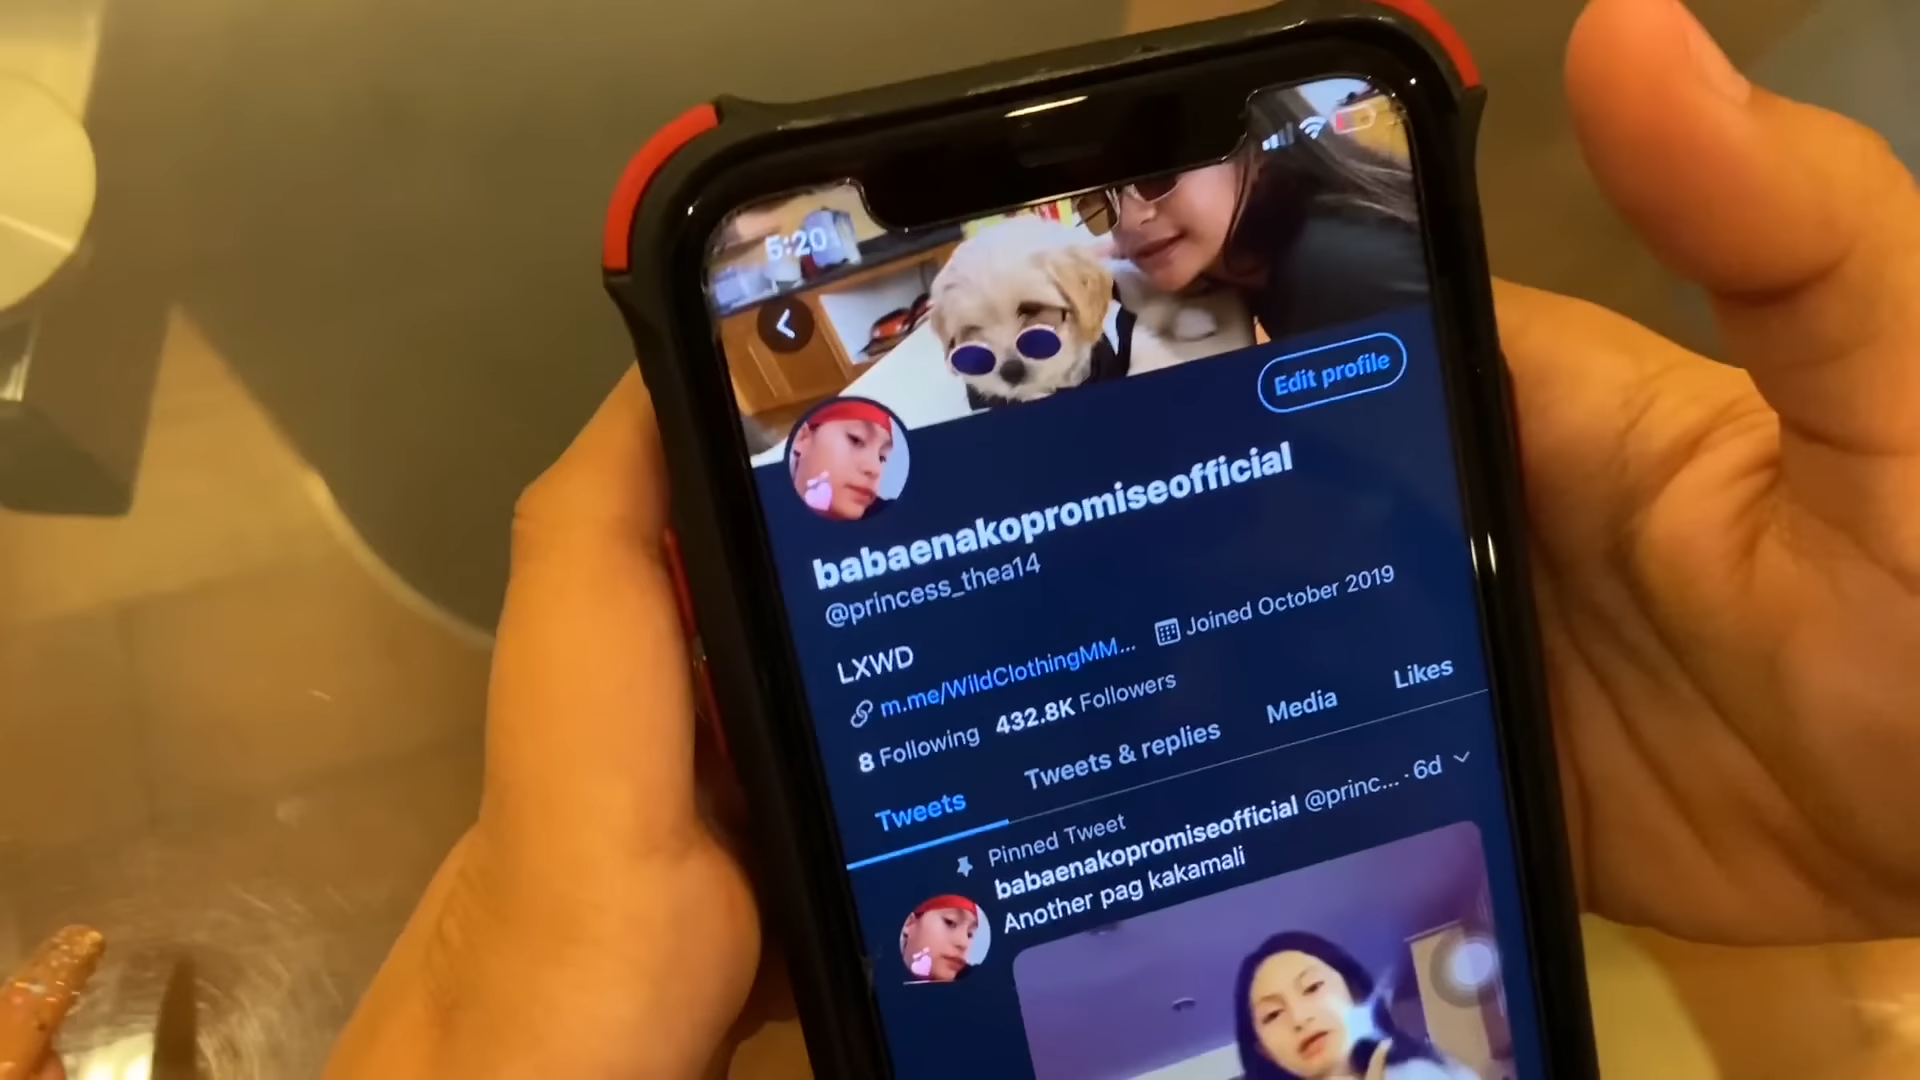 5:20
Edit profile
babaenakopromiseofficial
@princess_thea14
LXWD
m.me/WildClothingMM... Joined October 2019
8 Following 432.8K Followers
Tweets Tweets & replies Media Likes
Pinned Tweet
babaenakopromiseofficial @princ... · 6d
Another pag kakamali